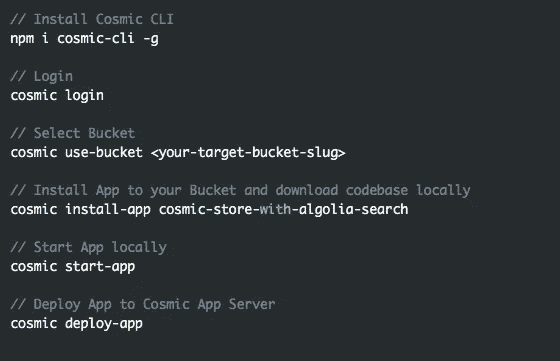 // Install Cosmic CLI
npm i cosmic-cli -g
// Login
cosmic login
// Select Bucket
cosmic use-bucket <your-target-bucket-slug>
// Install App to your Bucket and download codebase locally
cosmic install-app cosmic-store-with-algolia-search
// Start App locally
cosmic start-app
// Deploy App to Cosmic App Server
cosmic deploy-app